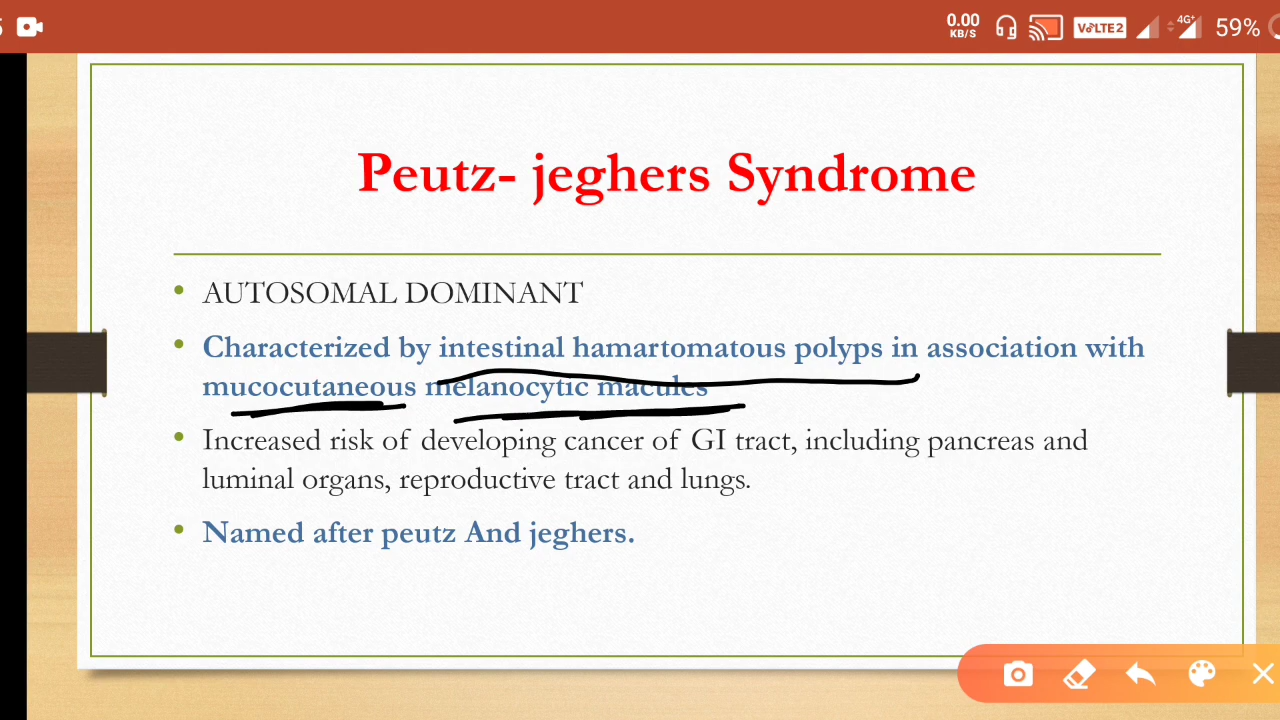 0.00
KB/S
VoLTE2
4G+
59%
Peutz- jeghers Syndrome
• AUTOSOMAL DOMINANT
• Characterized by intestinal hamartomatous polyps in association with
mucocutaneous melanocytic macules
• Increased risk of developing cancer of GI tract, including pancreas and
luminal organs, reproductive tract and lungs.
• Named after peutz And jeghers.